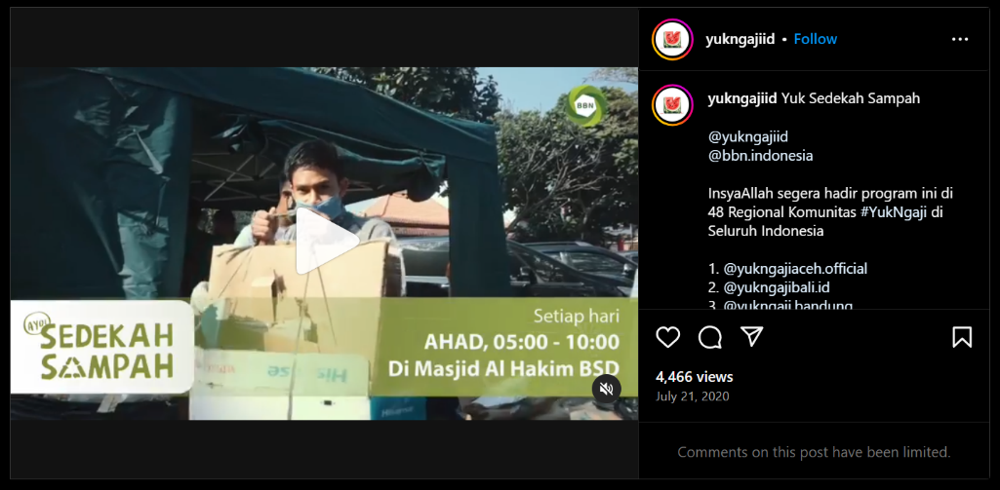 BBN
AYO!
SEDEKAH
SAMPAH
Setiap hari
AHAD, 05:00 - 10:00
Di Masjid Al Hakim BSD
Hisense
yukngajiid • Follow
yukngajiid Yuk Sedekah Sampah
@yukngajiid
@bbn.indonesia
InsyaAllah segera hadir program ini di
48 Regional Komunitas #YukNgaji di
Seluruh Indonesia
1. @yukngajiaceh.official
2. @yukngajibali.id
3. @yukngaji.bandung
4,466 views
July 21, 2020
Comments on this post have been limited.